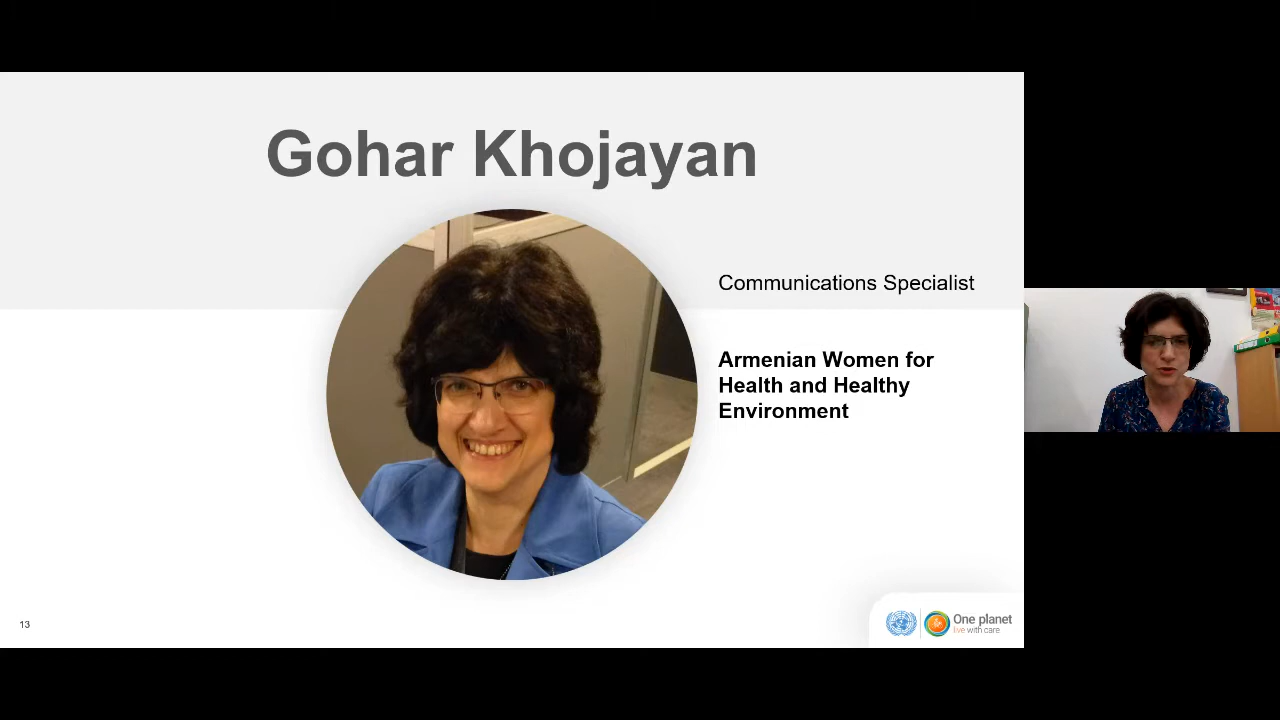 Gohar Khojayan
Communications Specialist
Armenian Women for
Health and Healthy
Environment
13
One planet
live with care